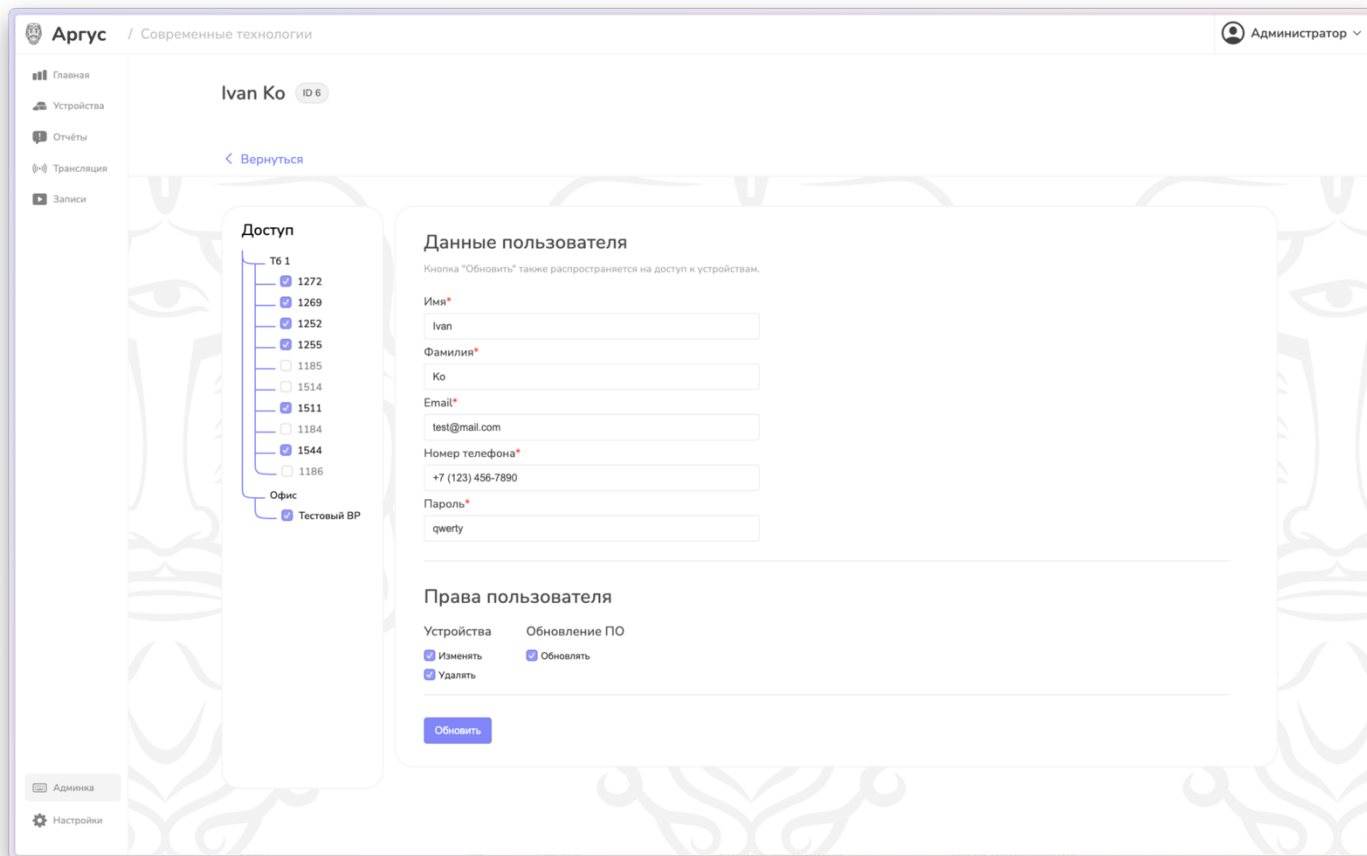 Аргус / Современные технологии
Администратор
Главная
Устройства
Отчёты
Трансляция
Записи
Админка
Настройки
Ivan Ko ID 6
Вернуться
Доступ
Тб 1
1272
1269
1252
1255
1185
1514
1511
1184
1544
1186
Офис
Тестовый ВР
Данные пользователя
Кнопка "Обновить" также распространяется на доступ к устройствам.
Имя*
Ivan
Фамилия*
Ko
Email*
test@mail.com
Номер телефона*
+7 (123) 456-7890
Пароль*
qwerty
Права пользователя
Устройства Обновление ПО
Изменять Обновлять
Удалять
Обновить